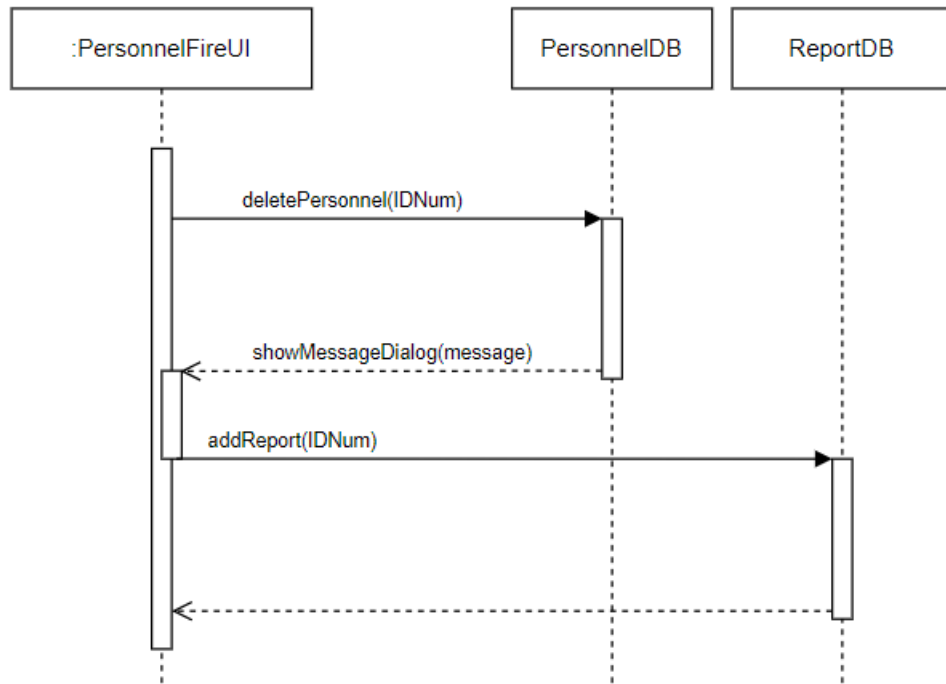 :PersonnelFireUI
PersonnelDB
ReportDB
deletePersonnel(IDNum)
showMessageDialog(message)
addReport(IDNum)